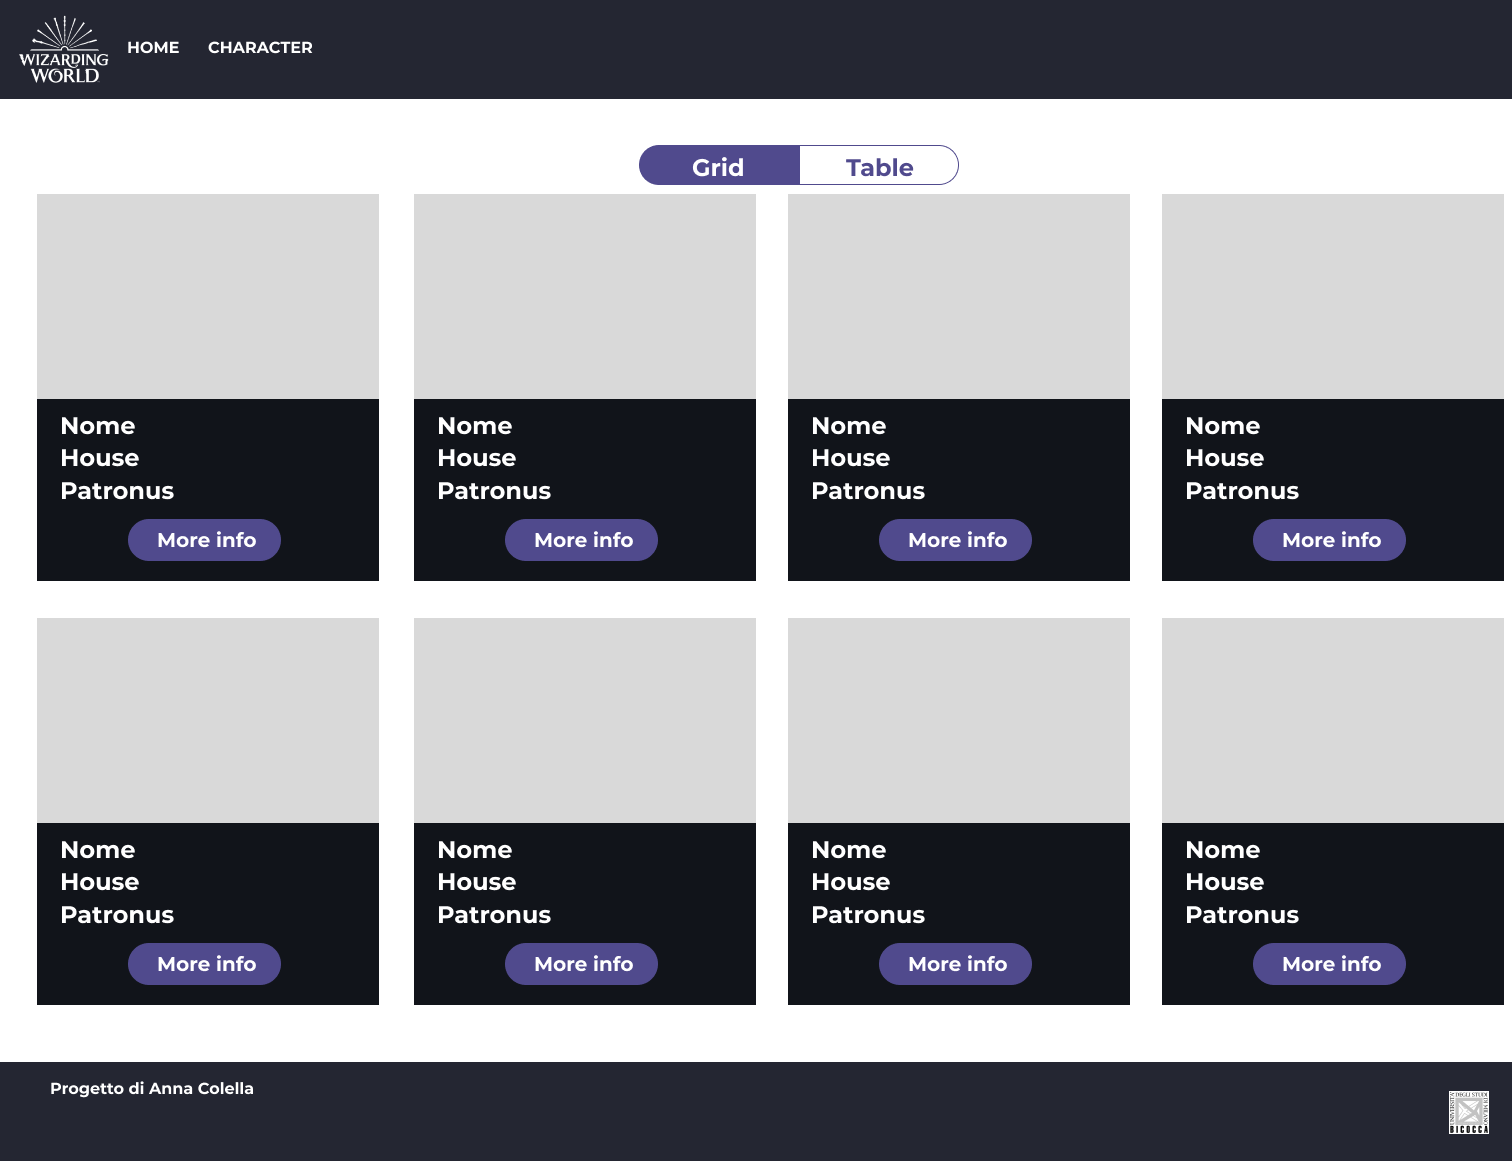 WIZARDING
WORLD
HOME CHARACTER
Grid Table
Nome Nome Nome Nome
House House House House
Patronus Patronus Patronus Patronus
More info More info More info More info
Nome Nome Nome Nome
House House House House
Patronus Patronus Patronus Patronus
More info More info More info More info
Progetto di Anna Colella
UNIVERSITA'
DEGLI STUDI
DI MILANO
BICOCCA